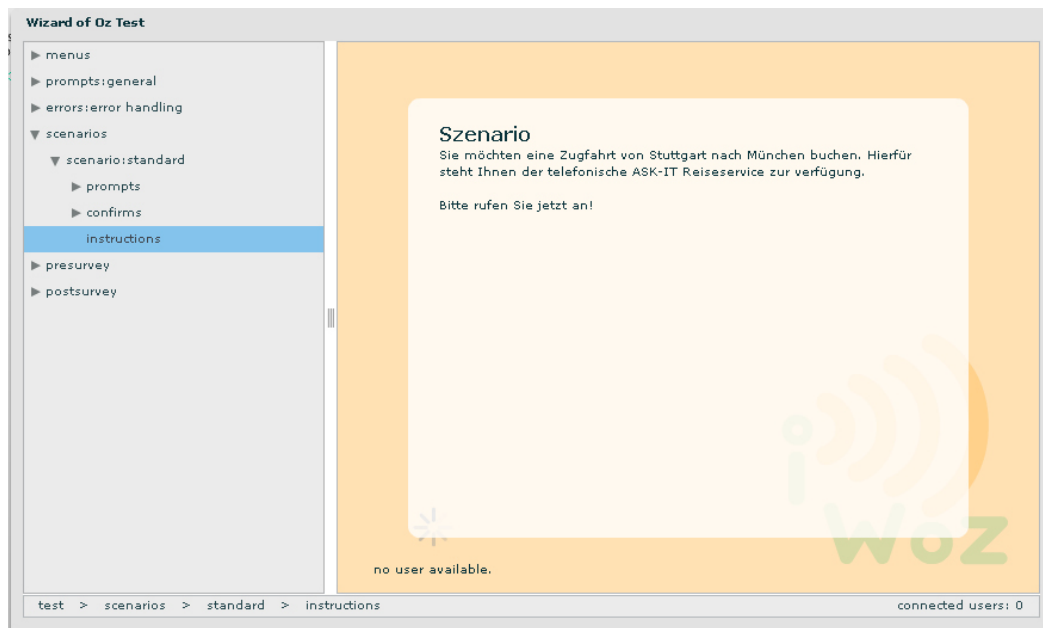 Wizard of Oz Test
menus
prompts:general
errors:error handling
scenarios
scenario:standard
prompts
confirms
instructions
presurvey
postsurvey
Szenario
Sie möchten eine Zugfahrt von Stuttgart nach München buchen. Hierfür
steht Ihnen der telefonische ASK-IT Reiseservice zur verfügung.
Bitte rufen Sie jetzt an!
i
Woz
no user available.
test > scenarios > standard > instructions
connected users: 0